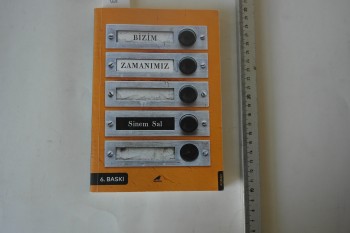 BİZİM
ZAMANIMIZ
Sinem Sal
6. BASKI